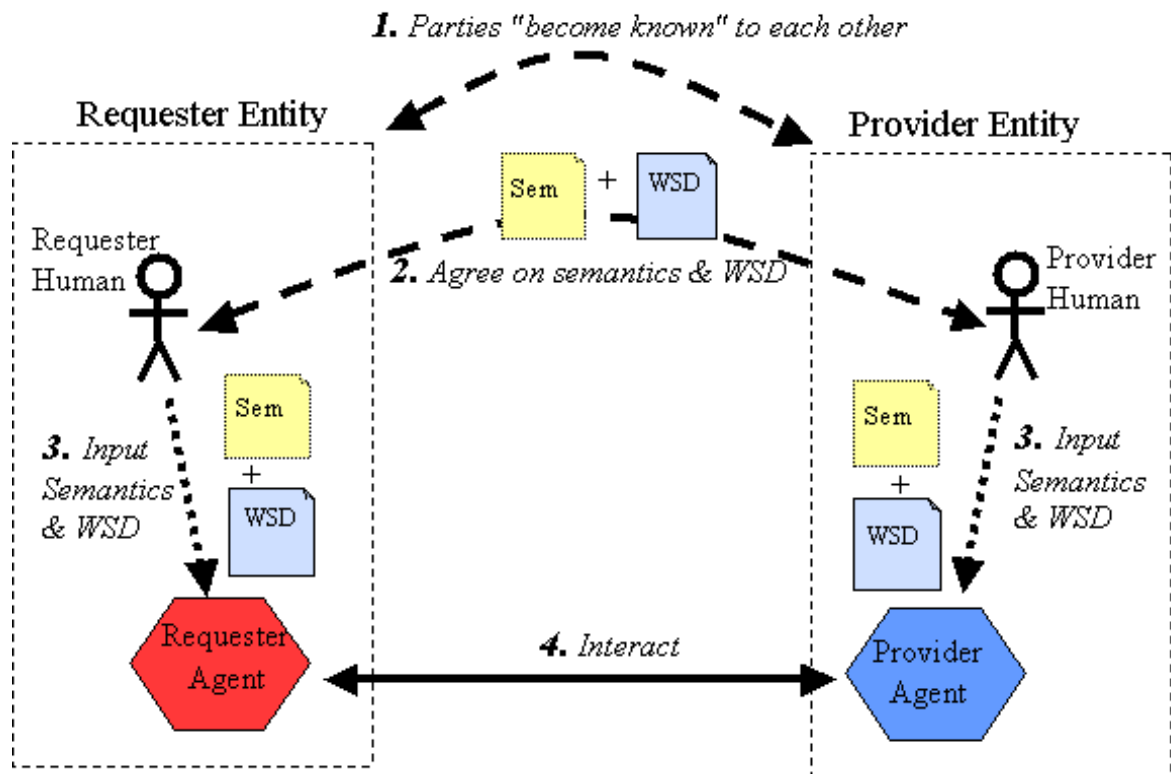 1. Parties "become known" to each other
Requester Entity
Provider Entity
Sem
+
WSD
Requester
Human
2. Agree on semantics & WSD
Provider
Human
Sem
+
WSD
3. Input
Semantics
& WSD
Sem
+
WSD
3. Input
Semantics
& WSD
Requester
Agent
4. Interact
Provider
Agent